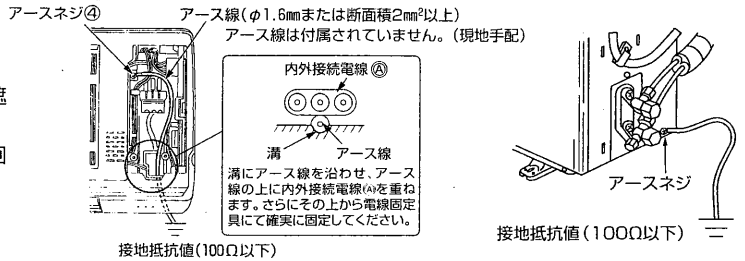 アースネジ④
アース線(φ1.6㎜または断面積2㎜²以上)
アース線は付属されていません。(現地手配)
遮
回
内外接続電線Ⓐ
溝
アース線
溝にアース線を沿わせ、アース
線の上に内外接続電線(A)を重ね
ます。さらにその上から電線固定
具にて確実に固定してください。
接地抵抗値(100Ω以下)
アースネジ
接地抵抗値(100Ω以下)